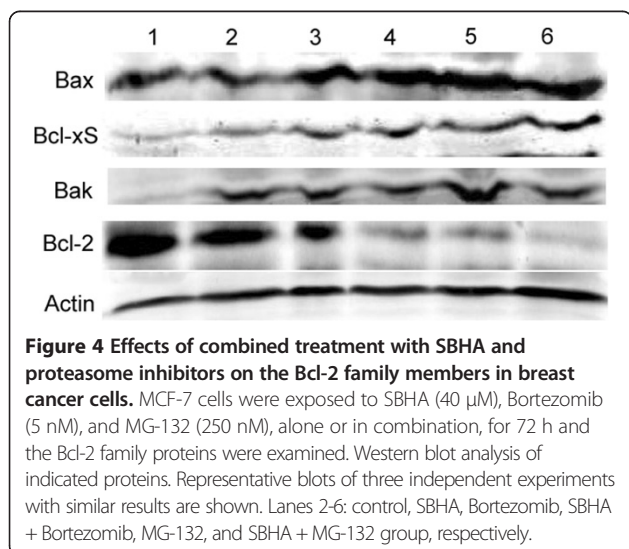 1 2 3 4 5 6
Bax
Bcl-xS
Bak
Bcl-2
Actin
Figure 4 Effects of combined treatment with SBHA and
proteasome inhibitors on the Bcl-2 family members in breast
cancer cells. MCF-7 cells were exposed to SBHA (40 μM), Bortezomib
(5 nM), and MG-132 (250 nM), alone or in combination, for 72 h and
the Bcl-2 family proteins were examined. Western blot analysis of
indicated proteins. Representative blots of three independent experiments
with similar results are shown. Lanes 2-6: control, SBHA, Bortezomib, SBHA
+ Bortezomib, MG-132, and SBHA + MG-132 group, respectively.